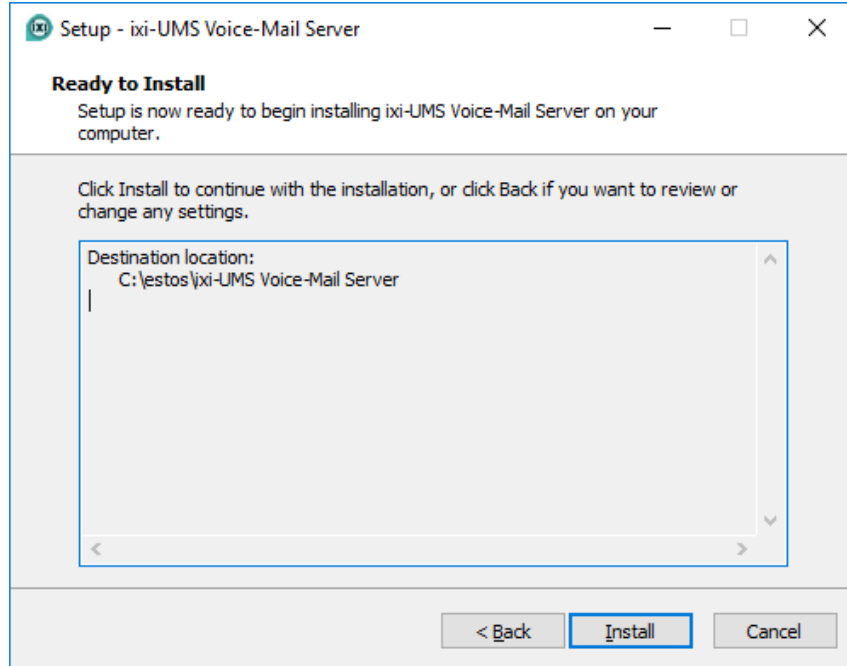 ixi
Setup - ixi-UMS Voice-Mail Server
Ready to Install
Setup is now ready to begin installing ixi-UMS Voice-Mail Server on your
computer.
Click Install to continue with the installation, or click Back if you want to review or
change any settings.
Destination location:
C:\estos\ixi-UMS Voice-Mail Server
< Back
Install
Cancel